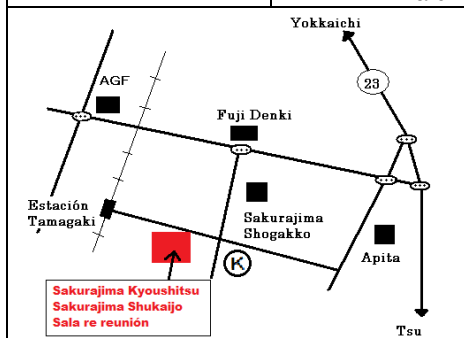 Yokkaichi
23
AGF
Fuji Denki
Estación
Tamagaki
Sakurajima
Shogakko
K
Apita
Sakurajima Kyoushitsu
Sakurajima Shukaijo
Sala re reunión
Tsu